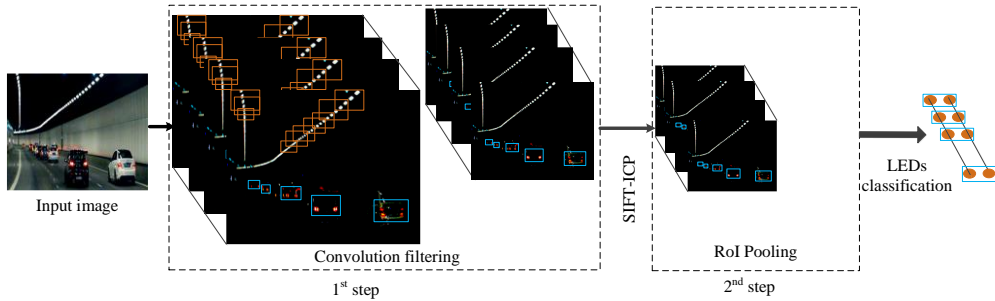 Input image
Convolution filtering
1st step
SIFT-ICP
RoI Pooling
2nd step
LEDs
classification